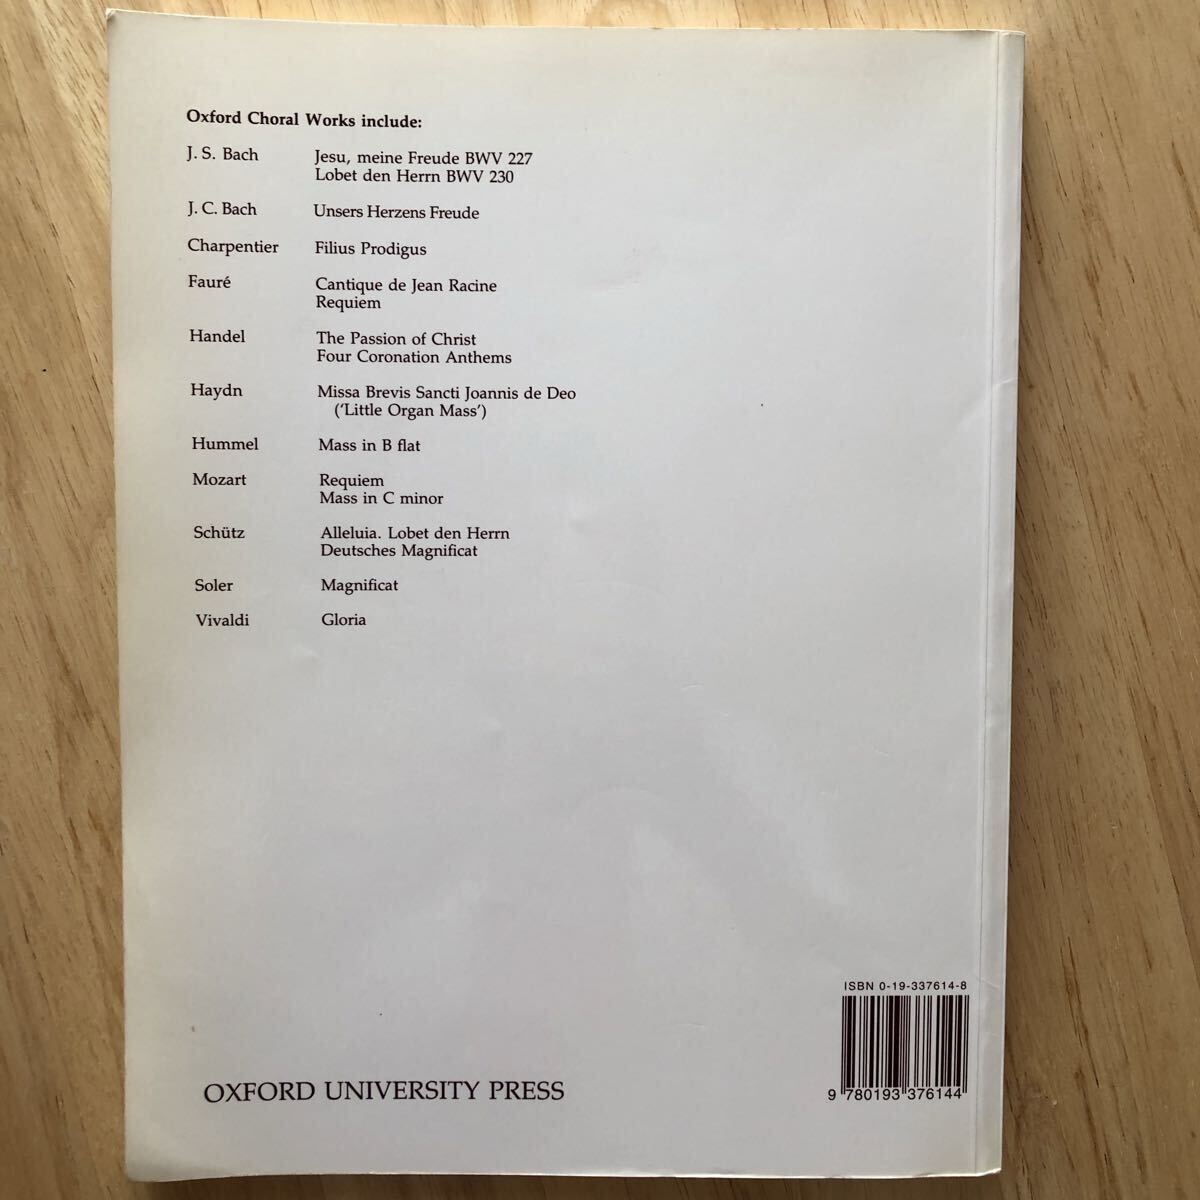 Oxford Choral Works include:
J. S. Bach Jesu, meine Freude BWV 227
Lobet den Herrn BWV 230
J. C. Bach Unsers Herzens Freude
Charpentier Filius Prodigus
Fauré Cantique de Jean Racine
Requiem
Handel The Passion of Christ
Four Coronation Anthems
Haydn Missa Brevis Sancti Joannis de Deo
('Little Organ Mass')
Hummel Mass in B flat
Mozart Requiem
Mass in C minor
Schütz Alleluia. Lobet den Herrn
Deutsches Magnificat
Soler Magnificat
Vivaldi Gloria
ISBN 0-19-337614-8
9 780193 376144
OXFORD UNIVERSITY PRESS